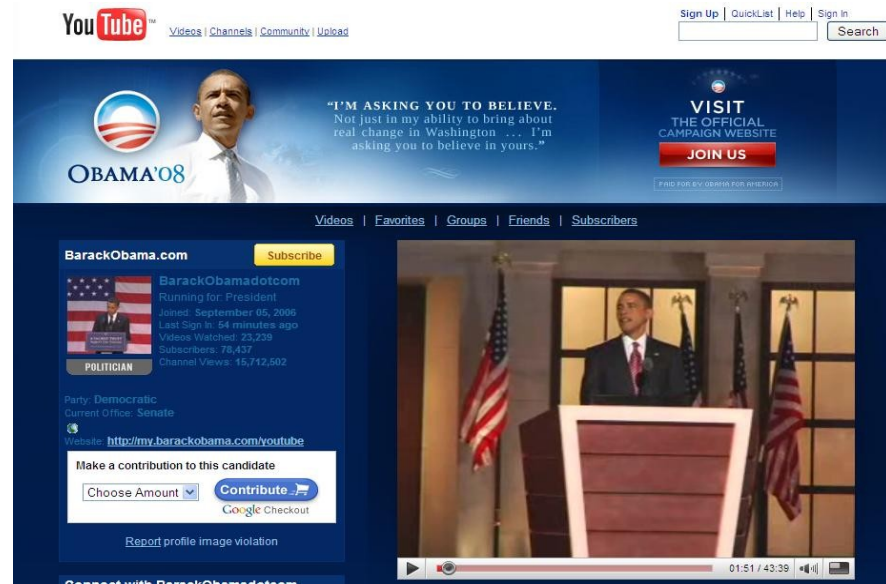 YouTube™
Videos | Channels | Community | Upload
Sign Up | QuickList | Help | Sign In
Search
OBAMA'08
“I'M ASKING YOU TO BELIEVE.
Not just in my ability to bring about
real change in Washington ... I'm
asking you to believe in yours.”
VISIT
THE OFFICIAL
CAMPAIGN WEBSITE
JOIN US
PAID FOR BY OBAMA FOR AMERICA
Videos | Favorites | Groups | Friends | Subscribers
BarackObama.com
Subscribe
BarackObamadotcom
Running for: President
Joined: September 05, 2006
Last Sign In: 54 minutes ago
Videos Watched: 23,239
Subscribers: 78,437
Channel Views: 15,712,502
POLITICIAN
Party: Democratic
Current Office: Senate
Website: http://my.barackobama.com/youtube
Make a contribution to this candidate
Choose Amount
Contribute
Google Checkout
Report profile image violation
Connect with BarackObamadotcom
01:51 / 43:39